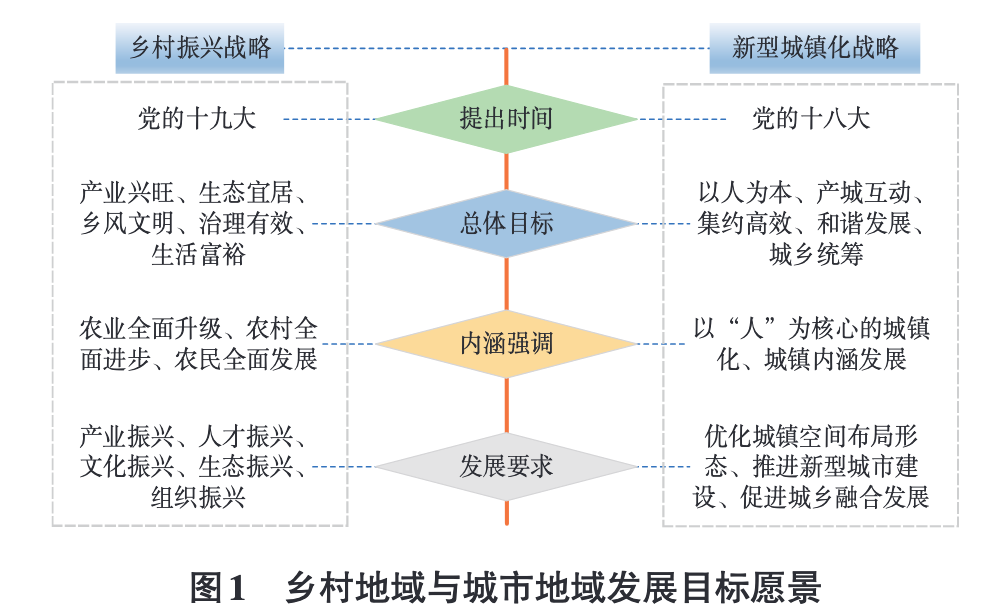 乡村振兴战略
新型城镇化战略
党的十九大
提出时间
党的十八大
产业兴旺、生态宜居、
乡风文明、治理有效、
生活富裕
总体目标
以人为本、产城互动、
集约高效、和谐发展、
城乡统筹
农业全面升级、农村全
面进步、农民全面发展
内涵强调
以“人”为核心的城镇
化、城镇内涵发展
产业振兴、人才振兴、
文化振兴、生态振兴、
组织振兴
发展要求
优化城镇空间布局形
态、推进新型城市建
设、促进城乡融合发展
图1 乡村地域与城市地域发展目标愿景